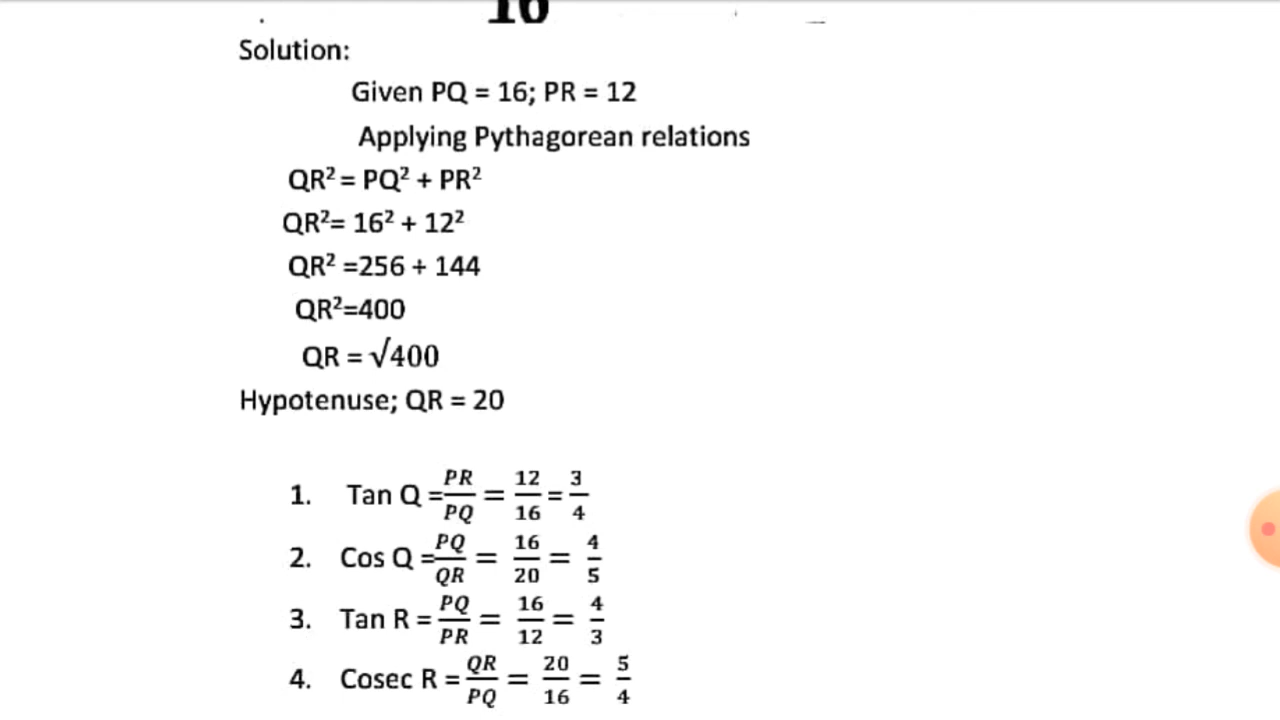 16
Solution:
Given PQ = 16; PR = 12
Applying Pythagorean relations
QR² = PQ² + PR²
QR²= 16² + 12²
QR² =256 + 144
QR²=400
QR = √400
Hypotenuse; QR = 20
1. Tan Q =PR/PQ = 12/16 = 3/4
2. Cos Q =PQ/QR = 16/20 = 4/5
3. Tan R = PQ/PR = 16/12 = 4/3
4. Cosec R = QR/PQ = 20/16 = 5/4